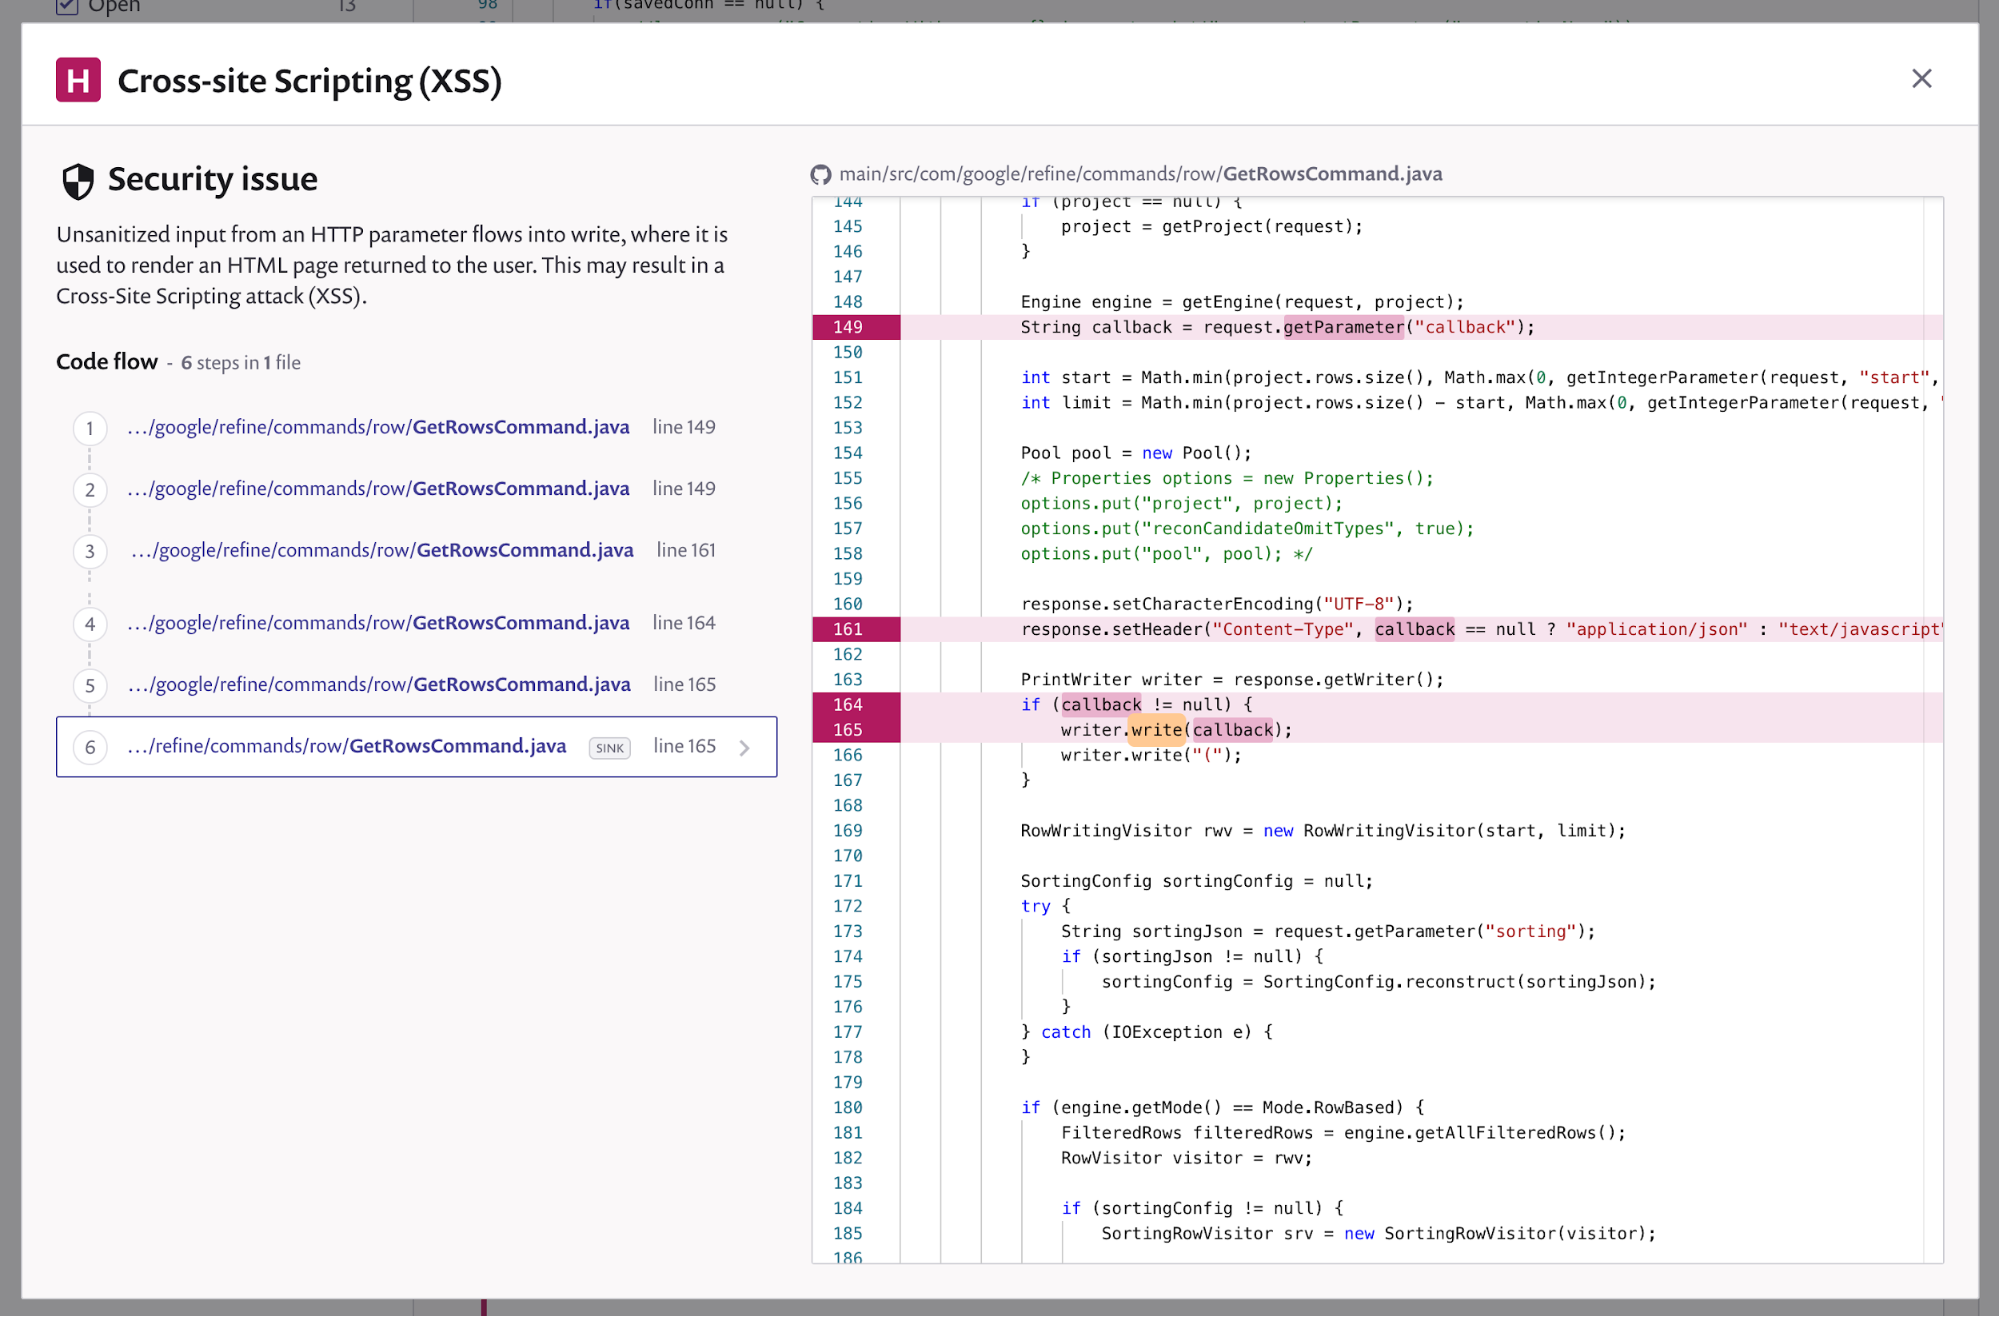 Open 13
98 if(savedConn == null) {
H Cross-site Scripting (XSS)
Security issue
Unsanitized input from an HTTP parameter flows into write, where it is
used to render an HTML page returned to the user. This may result in a
Cross-Site Scripting attack (XSS).
Code flow - 6 steps in 1 file
1 .../google/refine/commands/row/GetRowsCommand.java line 149
2 .../google/refine/commands/row/GetRowsCommand.java line 149
3 .../google/refine/commands/row/GetRowsCommand.java line 161
4 .../google/refine/commands/row/GetRowsCommand.java line 164
5 .../google/refine/commands/row/GetRowsCommand.java line 165
6 .../refine/commands/row/GetRowsCommand.java SINK line 165
main/src/com/google/refine/commands/row/GetRowsCommand.java
144 if (project == null) {
145 project = getProject(request);
146 }
147
148 Engine engine = getEngine(request, project);
149 String callback = request.getParameter("callback");
150
151 int start = Math.min(project.rows.size(), Math.max(0, getIntegerParameter(request, "start",
152 int limit = Math.min(project.rows.size() - start, Math.max(0, getIntegerParameter(request, "
153
154 Pool pool = new Pool();
155 /* Properties options = new Properties();
156 options.put("project", project);
157 options.put("reconCandidateOmitTypes", true);
158 options.put("pool", pool); */
159
160 response.setCharacterEncoding("UTF-8");
161 response.setHeader("Content-Type", callback == null ? "application/json" : "text/javascript"
162
163 PrintWriter writer = response.getWriter();
164 if (callback != null) {
165 writer.write(callback);
166 writer.write("(");
167 }
168
169 RowWritingVisitor rwv = new RowWritingVisitor(start, limit);
170
171 SortingConfig sortingConfig = null;
172 try {
173 String sortingJson = request.getParameter("sorting");
174 if (sortingJson != null) {
175 sortingConfig = SortingConfig.reconstruct(sortingJson);
176 }
177 } catch (IOException e) {
178 }
179
180 if (engine.getMode() == Mode.RowBased) {
181 FilteredRows filteredRows = engine.getAllFilteredRows();
182 RowVisitor visitor = rwv;
183
184 if (sortingConfig != null) {
185 SortingRowVisitor srv = new SortingRowVisitor(visitor);
186